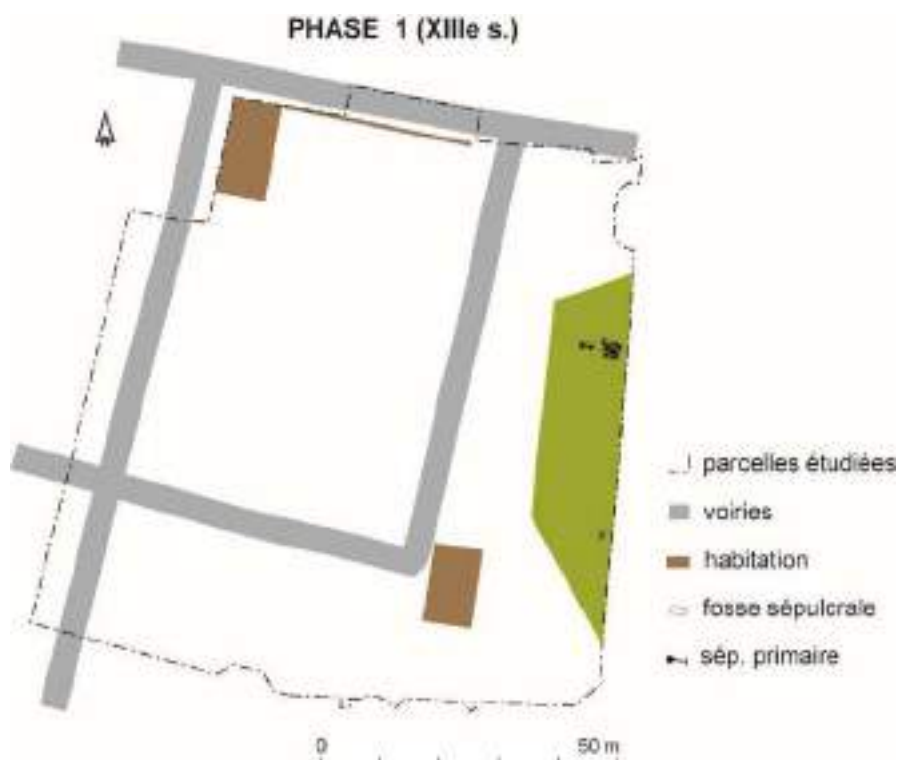 PHASE 1 (XIIIe s.)
parcelles étudiées
voiries
habitation
fosse sépulcrale
sép. primaire
0 50 m